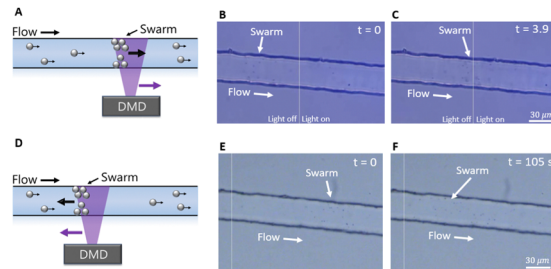 A
Flow
Swarm
DMD
B
Swarm
t = 0
Flow
Light off
Light on
C
Swarm
t = 3.9
Flow
Light off
Light on
30 μm
D
Flow
Swarm
DMD
E
t = 0
Swarm
Flow
F
t = 105 s
Swarm
Flow
30 μm